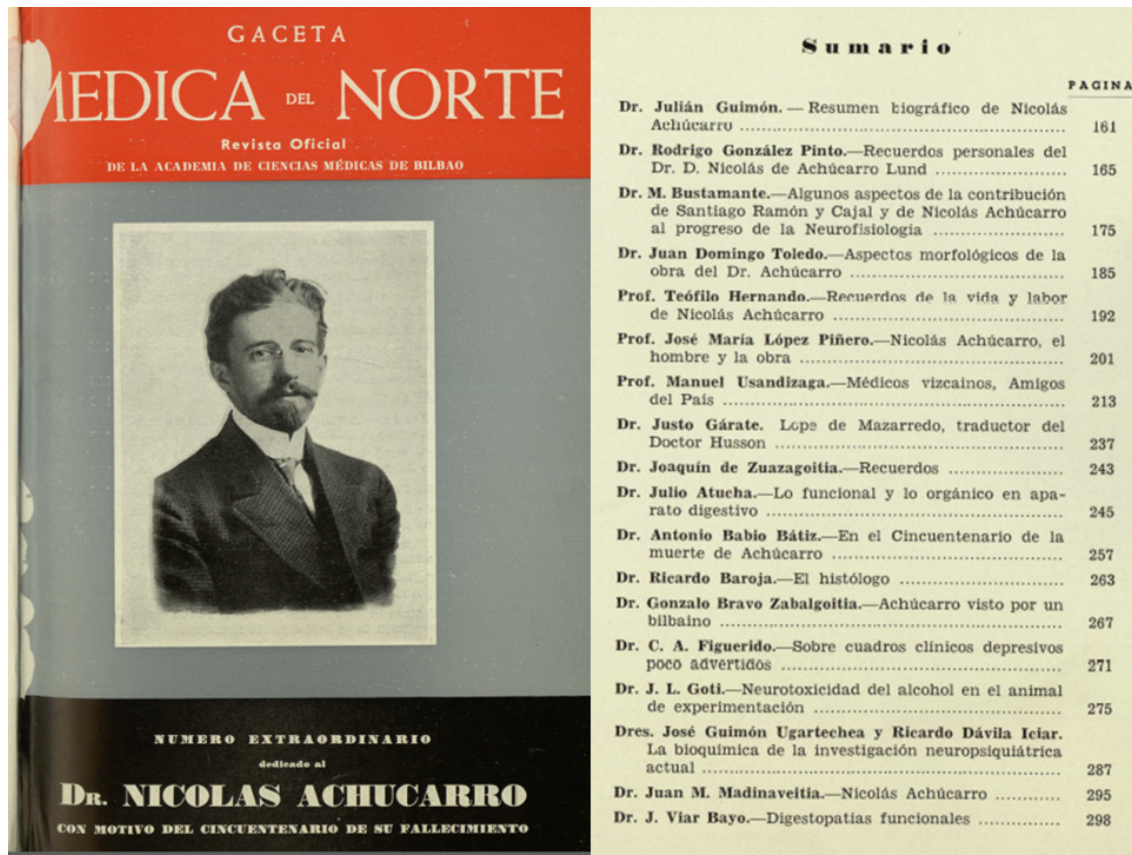 GACETA
MEDICA DEL NORTE
Revista Oficial
DE LA ACADEMIA DE CIENCIAS MÉDICAS DE BILBAO
NUMERO EXTRAORDINARIO
dedicado al
DR. NICOLAS ACHUCARRO
CON MOTIVO DEL CINCUENTENARIO DE SU FALLECIMIENTO
Sumario
PAGINA
Dr. Julián Guimón. — Resumen biográfico de Nicolás
Achúcarro ........ 161
Dr. Rodrigo González Pinto.—Recuerdos personales del
Dr. D. Nicolás de Achúcarro Lund ........ 165
Dr. M. Bustamante.—Algunos aspectos de la contribución
de Santiago Ramón y Cajal y de Nicolás Achúcarro
al progreso de la Neurofisiología ........ 175
Dr. Juan Domingo Toledo.—Aspectos morfológicos de la
obra del Dr. Achúcarro ........ 185
Prof. Teófilo Hernando.—Recuerdos de la vida y labor
de Nicolás Achúcarro ........ 192
Prof. José María López Piñero.—Nicolás Achúcarro, el
hombre y la obra ........ 201
Prof. Manuel Usandizaga.—Médicos vizcainos, Amigos
del País ........ 213
Dr. Justo Gárate. Lope de Mazarredo, traductor del
Doctor Husson ........ 237
Dr. Joaquín de Zuazagoitia.—Recuerdos ........ 243
Dr. Julio Atucha.—Lo funcional y lo orgánico en apa-
rato digestivo ........ 245
Dr. Antonio Babio Bátiz.—En el Cincuentenario de la
muerte de Achúcarro ........ 257
Dr. Ricardo Baroja.—El histólogo ........ 263
Dr. Gonzalo Bravo Zabalgoitia.—Achúcarro visto por un
bilbaino ........ 267
Dr. C. A. Figuerido.—Sobre cuadros clínicos depresivos
poco advertidos ........ 271
Dr. J. L. Goti.—Neurotoxicidad del alcohol en el animal
de experimentación ........ 275
Dres. José Guimón Ugartechea y Ricardo Dávila Iciar.
La bioquímica de la investigación neuropsiquiátrica
actual ........ 287
Dr. Juan M. Madinaveitia.—Nicolás Achúcarro ........ 295
Dr. J. Viar Bayo.—Digestopatías funcionales ........ 298